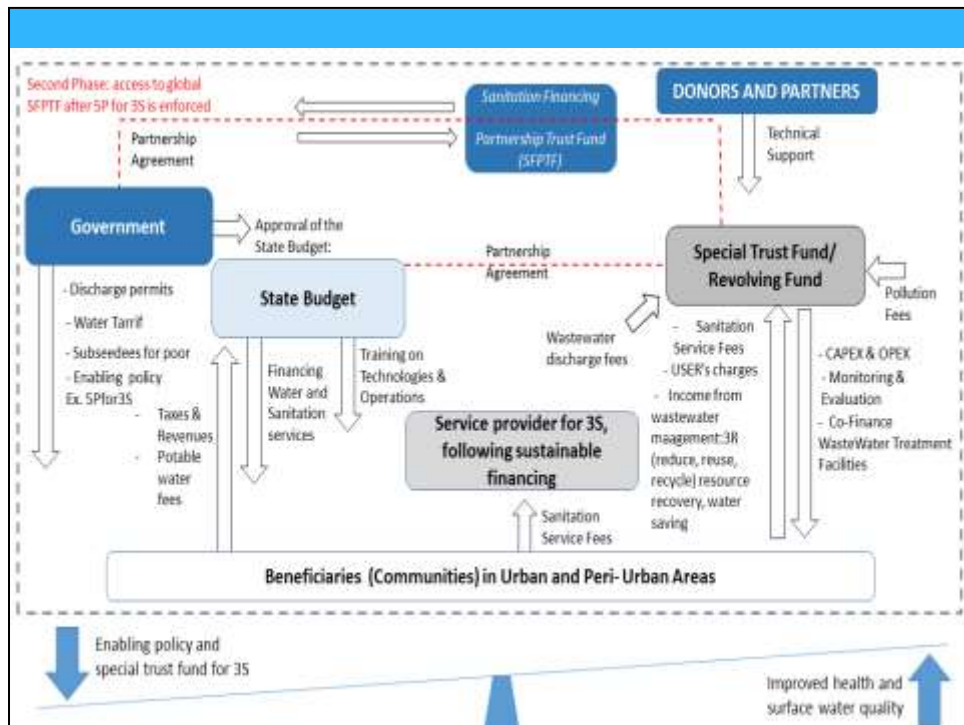 Second Phase: access to global
SFPTF after 5P for 3S is enforced
Partnership
Agreement
Sanitation Financing
Partnership Trust Fund
(SFPTF)
DONORS AND PARTNERS
Technical
Support
Government
Approval of the
State Budget:
State Budget
Partnership
Agreement
Special Trust Fund/
Revolving Fund
Pollution
Fees
- Discharge permits
- Water Tarrif
- Subseedees for poor
- Enabling policy
Ex. 5Pfor3S
- Taxes &
Revenues
- Potable
water
fees
Financing
Water and
Sanitation
services
Training on
Technologies &
Operations
Wastewater
discharge fees
Service provider for 3S,
following sustainable
financing
Sanitation
Service Fees
- Sanitation
Service Fees
- USER's charges
- Income from
wastewater
maagement:3R
(reduce, reuse,
recycle) resource
recovery, water
saving
- CAPEX & OPEX
- Monitoring &
Evaluation
- Co-Finance
WasteWater Treatment
Facilities
Beneficiaries (Communities) in Urban and Peri- Urban Areas
Enabling policy and
special trust fund for 3S
Improved health and
surface water quality